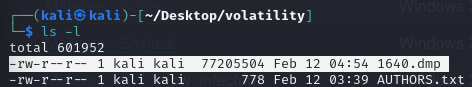 ┌──(kali㉿kali)-[~/Desktop/volatility]
└─$ ls -l
total 601952
-rw-r--r-- 1 kali kali  77205504 Feb 12 04:54 1640.dmp
-rw-r--r-- 1 kali kali       778 Feb 12 03:39 AUTHORS.txt